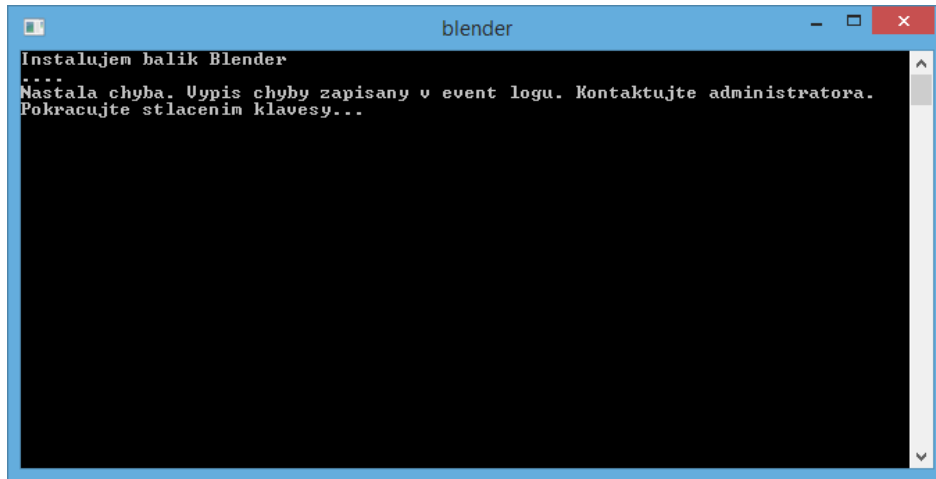 blender
Instalujem balik Blender
....
Nastala chyba. Vypis chyby zapisany v event logu. Kontaktujte administratora.
Pokracujte stlacenim klavesy...